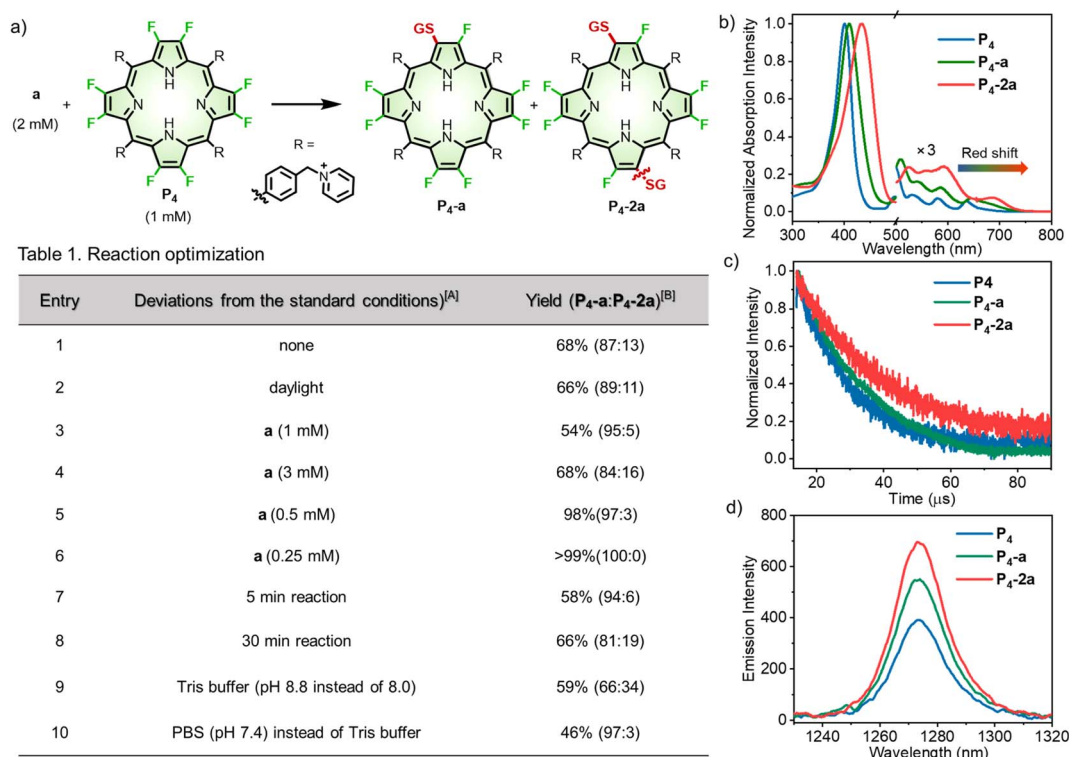 a)
GS
F
F
F
R
R
N
H
N
N
H
N
F
F
F
F
F
R
R
a
+
(2 mM)
P4
(1 mM)
R =
N+
GS
F
R
R
F
F
N
H
N
N
H
N
F
F
R
R
F
F
P4-a
+
GS
F
R
R
F
F
N
H
N
N
H
N
F
F
R
R
F
SG
P4-2a
Table 1. Reaction optimization
Entry Deviations from the standard conditions)[A] Yield (P4-a:P4-2a)[B]
1 none 68% (87:13)
2 daylight 66% (89:11)
3 a (1 mM) 54% (95:5)
4 a (3 mM) 68% (84:16)
5 a (0.5 mM) 98%(97:3)
6 a (0.25 mM) >99%(100:0)
7 5 min reaction 58% (94:6)
8 30 min reaction 66% (81:19)
9 Tris buffer (pH 8.8 instead of 8.0) 59% (66:34)
10 PBS (pH 7.4) instead of Tris buffer 46% (97:3)
b)
Normalized Absorption Intensity
1.0
0.8
0.6
0.4
0.2
0.0
P4
P4-a
P4-2a
×3
Red shift
300 400 500 600 700 800
Wavelength (nm)
c)
Normalized Intensity
1.0
0.8
0.6
0.4
0.2
0.0
P4
P4-a
P4-2a
20 40 60 80
Time (μs)
d)
Emission Intensity
800
600
400
200
0
P4
P4-a
P4-2a
1240 1260 1280 1300 1320
Wavelength (nm)